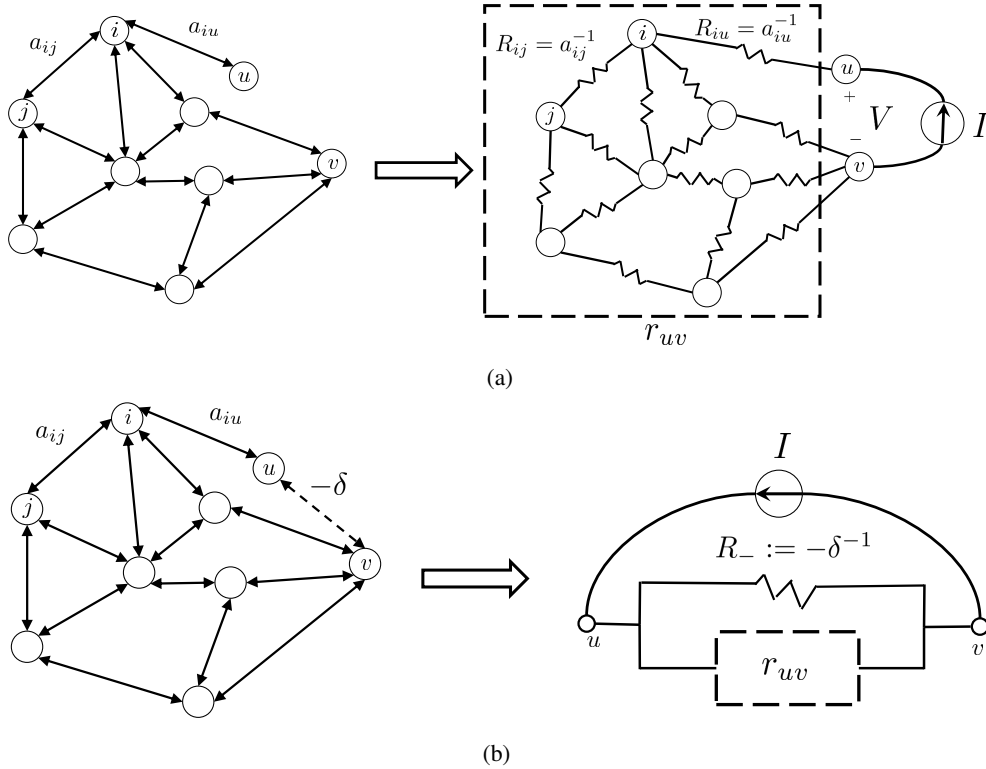 a_{ij}
i
a_{iu}
u
j
v
R_{ij} = a_{ij}^{-1}
i
R_{iu} = a_{iu}^{-1}
u
+
j
V
I
−
v
r_{uv}
(a)
a_{ij}
i
a_{iu}
u
−δ
j
v
I
R_− := −δ^{-1}
u
v
r_{uv}
(b)